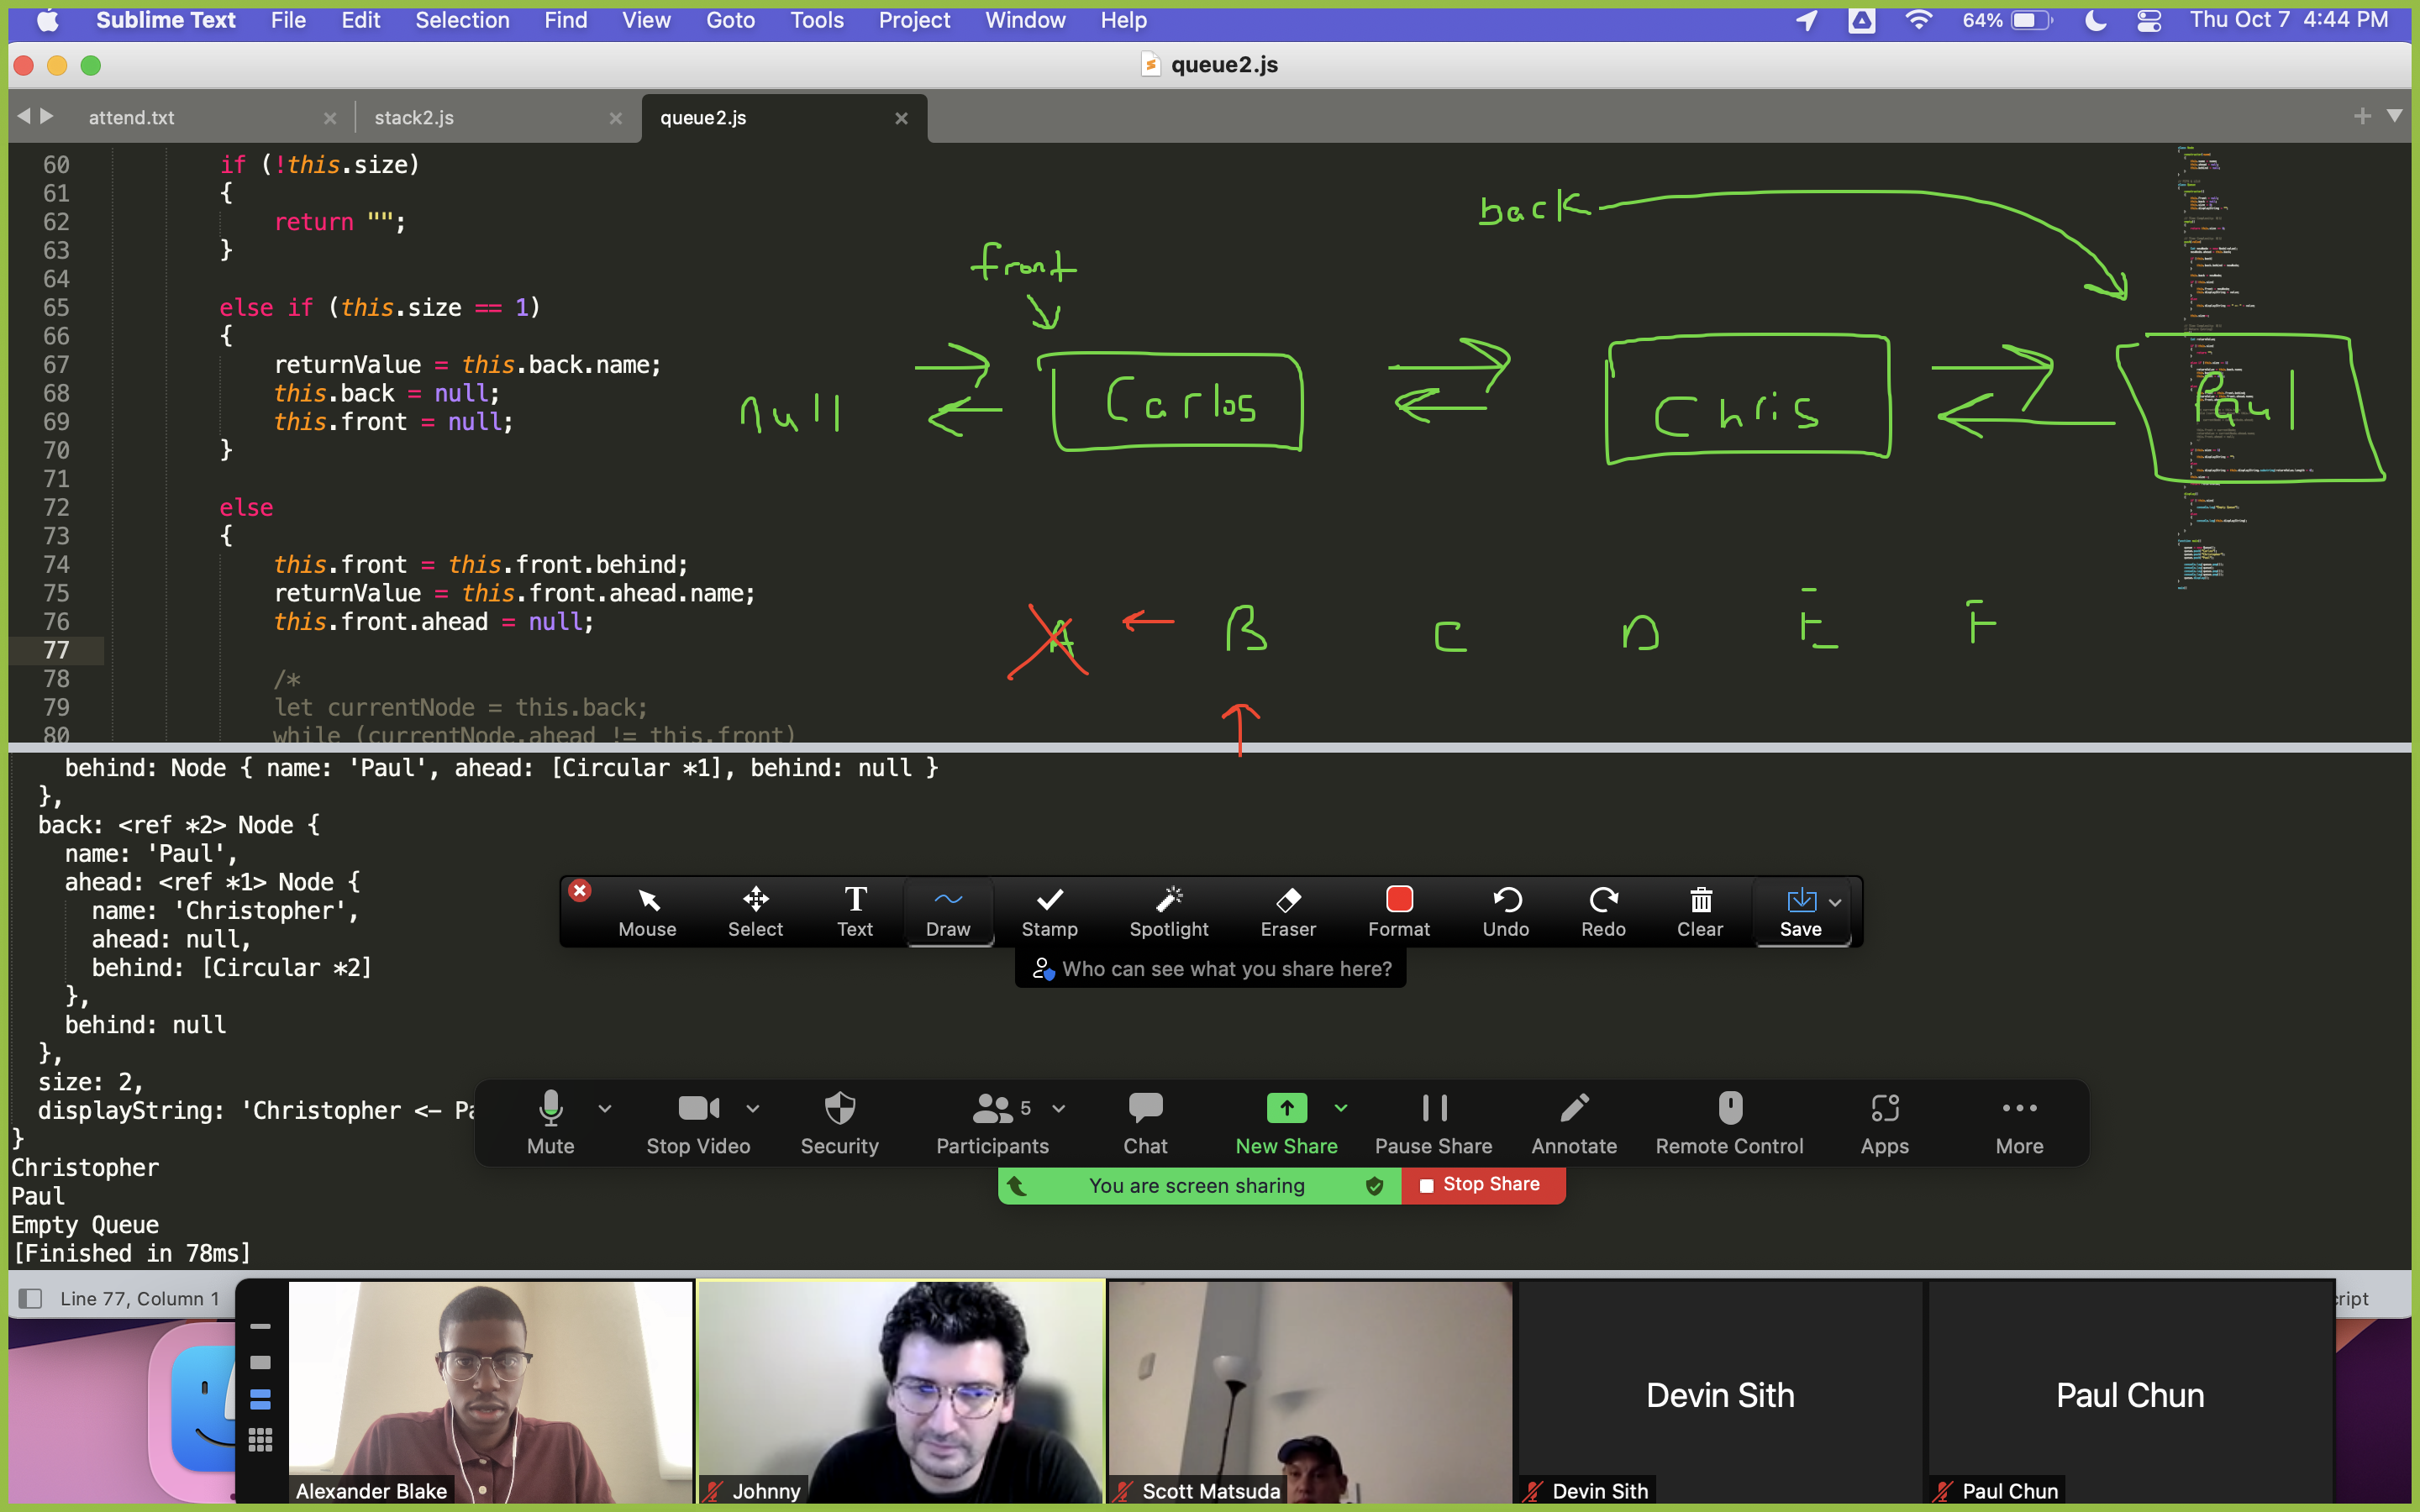 Sublime Text File Edit Selection Find View Goto Tools Project Window Help 64% Thu Oct 7 4:44 PM
queue2.js
attend.txt stack2.js queue2.js
60 if (!this.size)
61 {
62 return "";
63 }
64
65 else if (this.size == 1)
66 {
67 returnValue = this.back.name;
68 this.back = null;
69 this.front = null;
70 }
71
72 else
73 {
74 this.front = this.front.behind;
75 returnValue = this.front.ahead.name;
76 this.front.ahead = null;
77
78 /*
79 let currentNode = this.back;
80 while (currentNode.ahead != this.front)
back
front
null Carlos Chris Paul
A B C D E F
behind: Node { name: 'Paul', ahead: [Circular *1], behind: null }
},
back: <ref *2> Node {
name: 'Paul',
ahead: <ref *1> Node {
name: 'Christopher',
ahead: null,
behind: [Circular *2]
},
behind: null
},
size: 2,
displayString: 'Christopher <- Pa
}
Christopher
Paul
Empty Queue
[Finished in 78ms]
Mouse Select Text Draw Stamp Spotlight Eraser Format Undo Redo Clear Save
Who can see what you share here?
5
Mute Stop Video Security Participants Chat New Share Pause Share Annotate Remote Control Apps More
You are screen sharing Stop Share
Line 77, Column 1
cript
Devin Sith Paul Chun
Alexander Blake Johnny Scott Matsuda Devin Sith Paul Chun